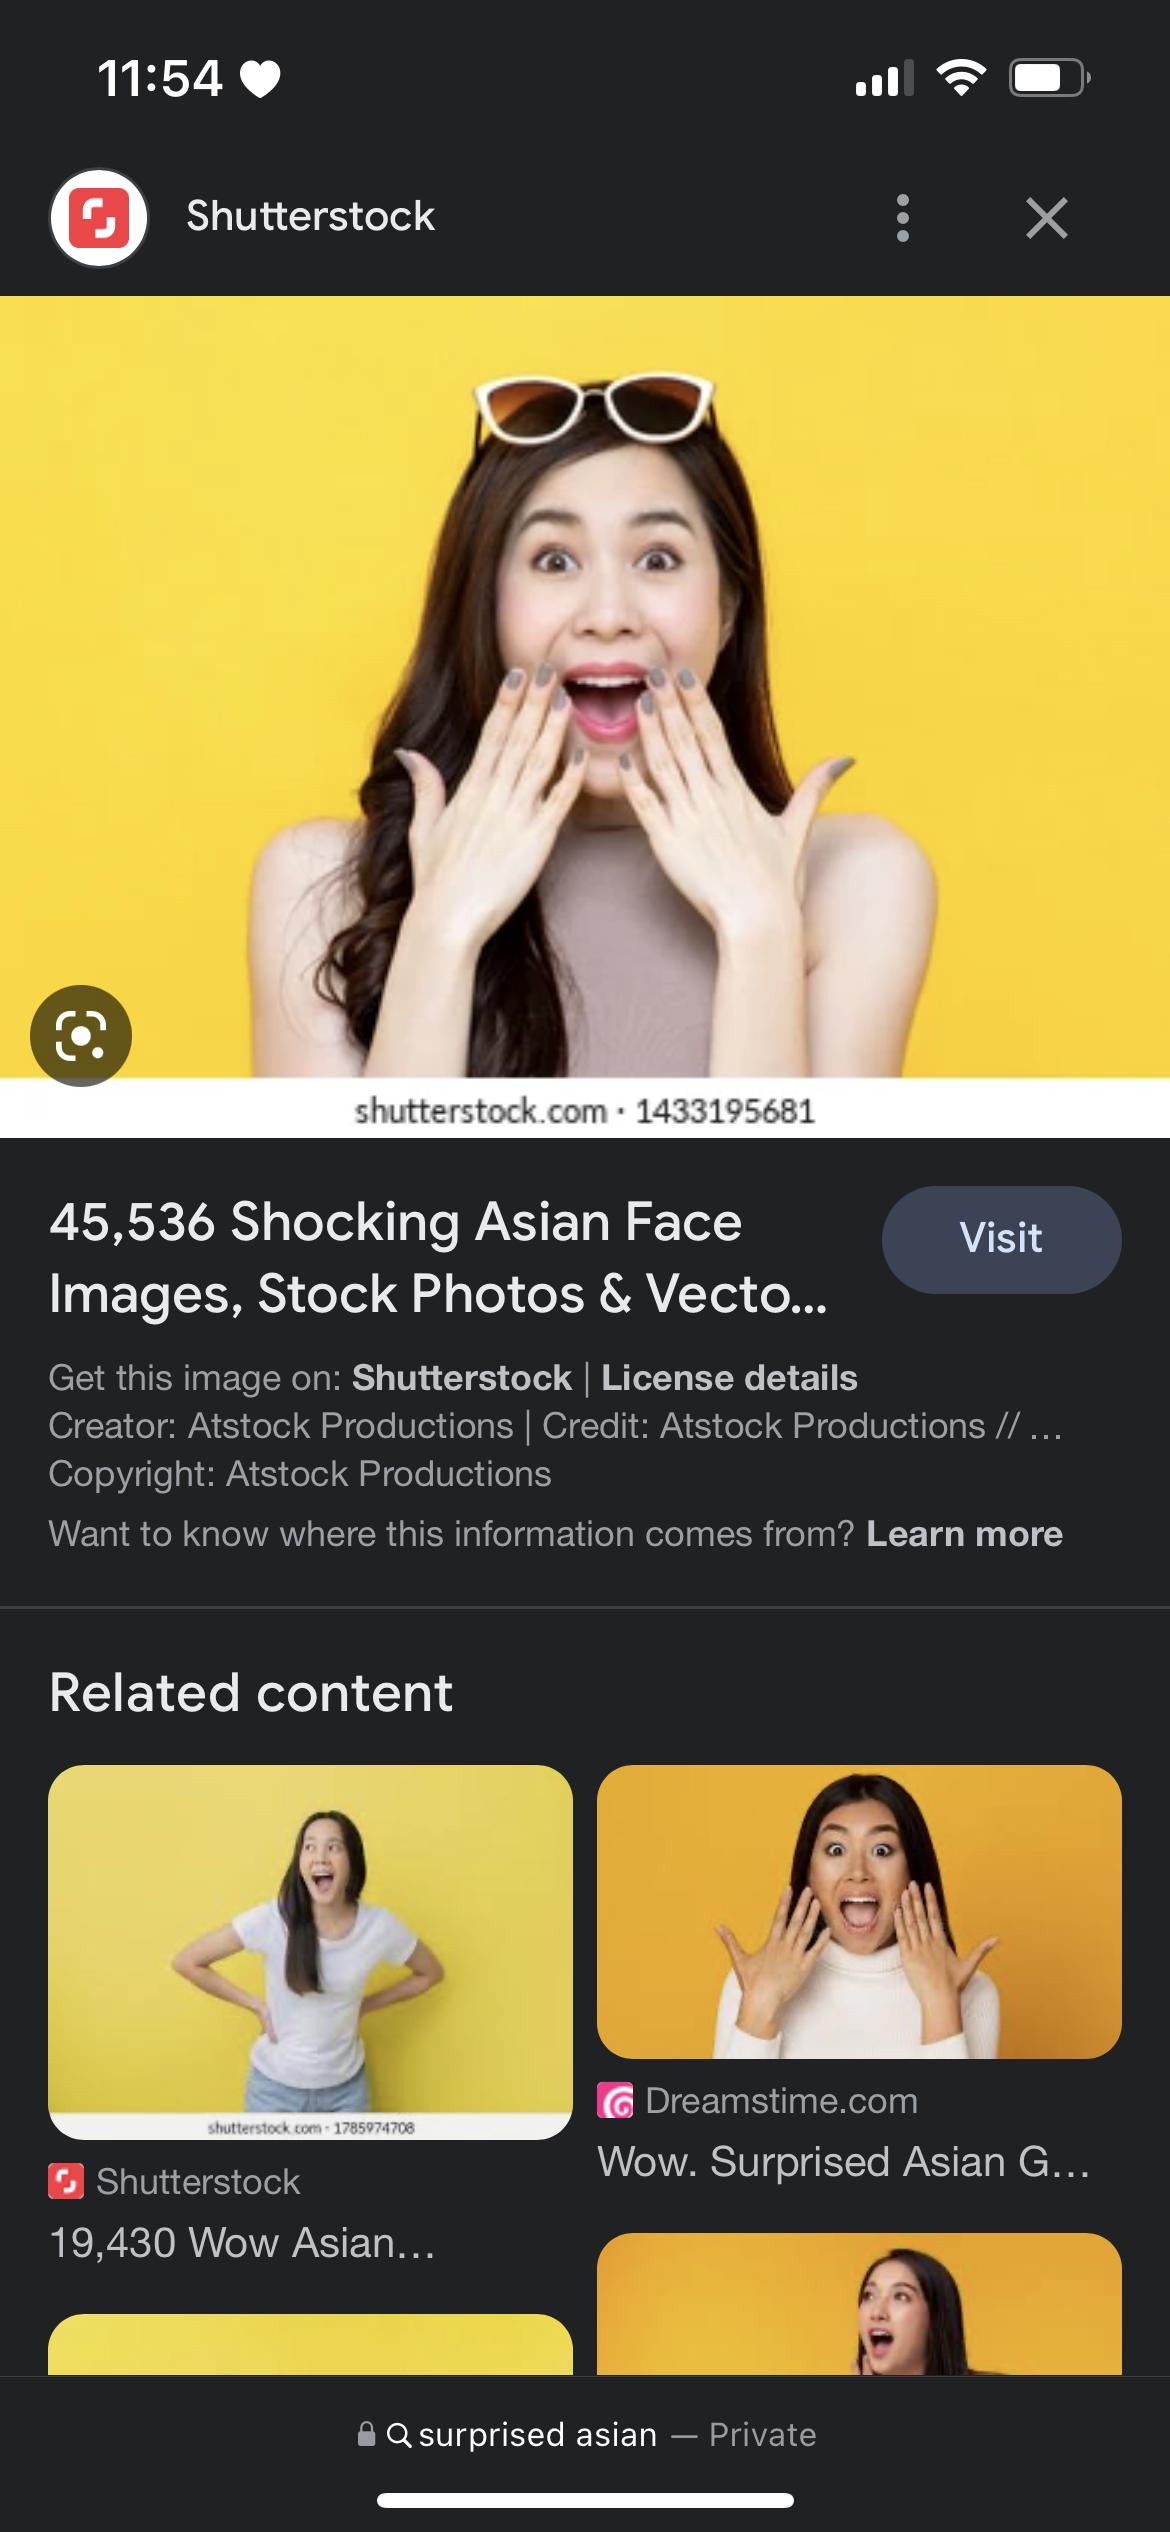 11:54
Shutterstock
shutterstock.com · 1433195681
45,536 Shocking Asian Face
Images, Stock Photos & Vecto...
Visit
Get this image on: Shutterstock | License details
Creator: Atstock Productions | Credit: Atstock Productions // ...
Copyright: Atstock Productions
Want to know where this information comes from? Learn more
Related content
shutterstock.com · 1785974708
Shutterstock
19,430 Wow Asian...
Dreamstime.com
Wow. Surprised Asian G...
surprised asian — Private